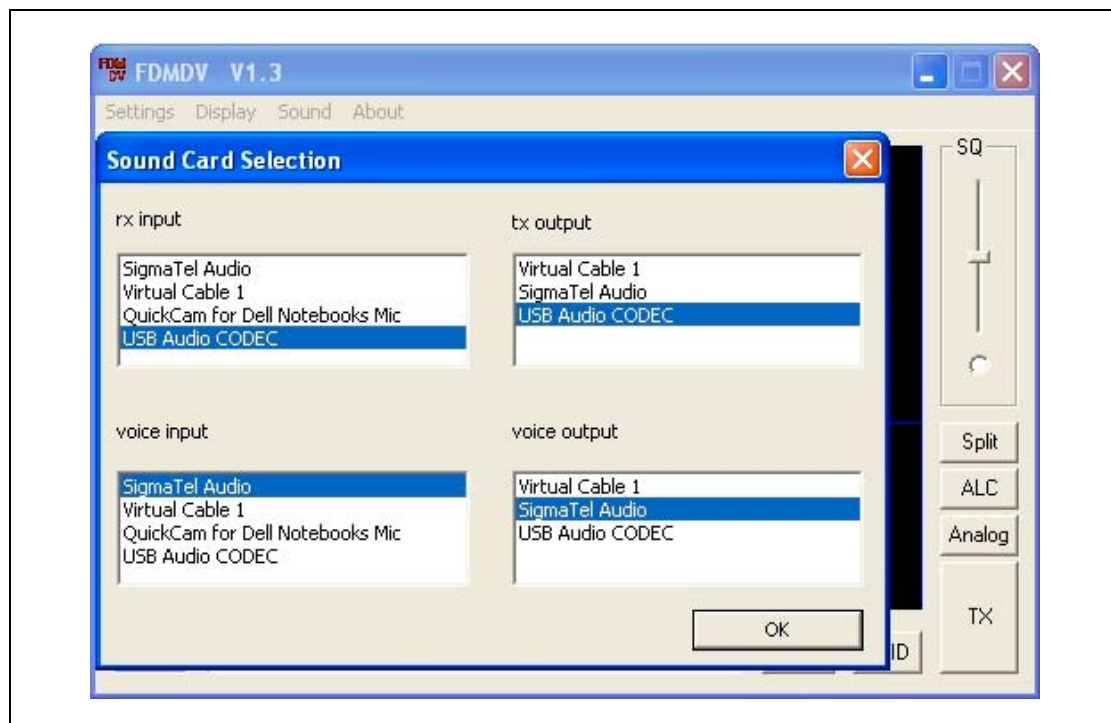 FDM
DV
FDMDV V1.3
Settings Display Sound About
Sound Card Selection
rx input
SigmaTel Audio
Virtual Cable 1
QuickCam for Dell Notebooks Mic
USB Audio CODEC
tx output
Virtual Cable 1
SigmaTel Audio
USB Audio CODEC
voice input
SigmaTel Audio
Virtual Cable 1
QuickCam for Dell Notebooks Mic
USB Audio CODEC
voice output
Virtual Cable 1
SigmaTel Audio
USB Audio CODEC
OK
SQ
Split
ALC
Analog
TX
ID